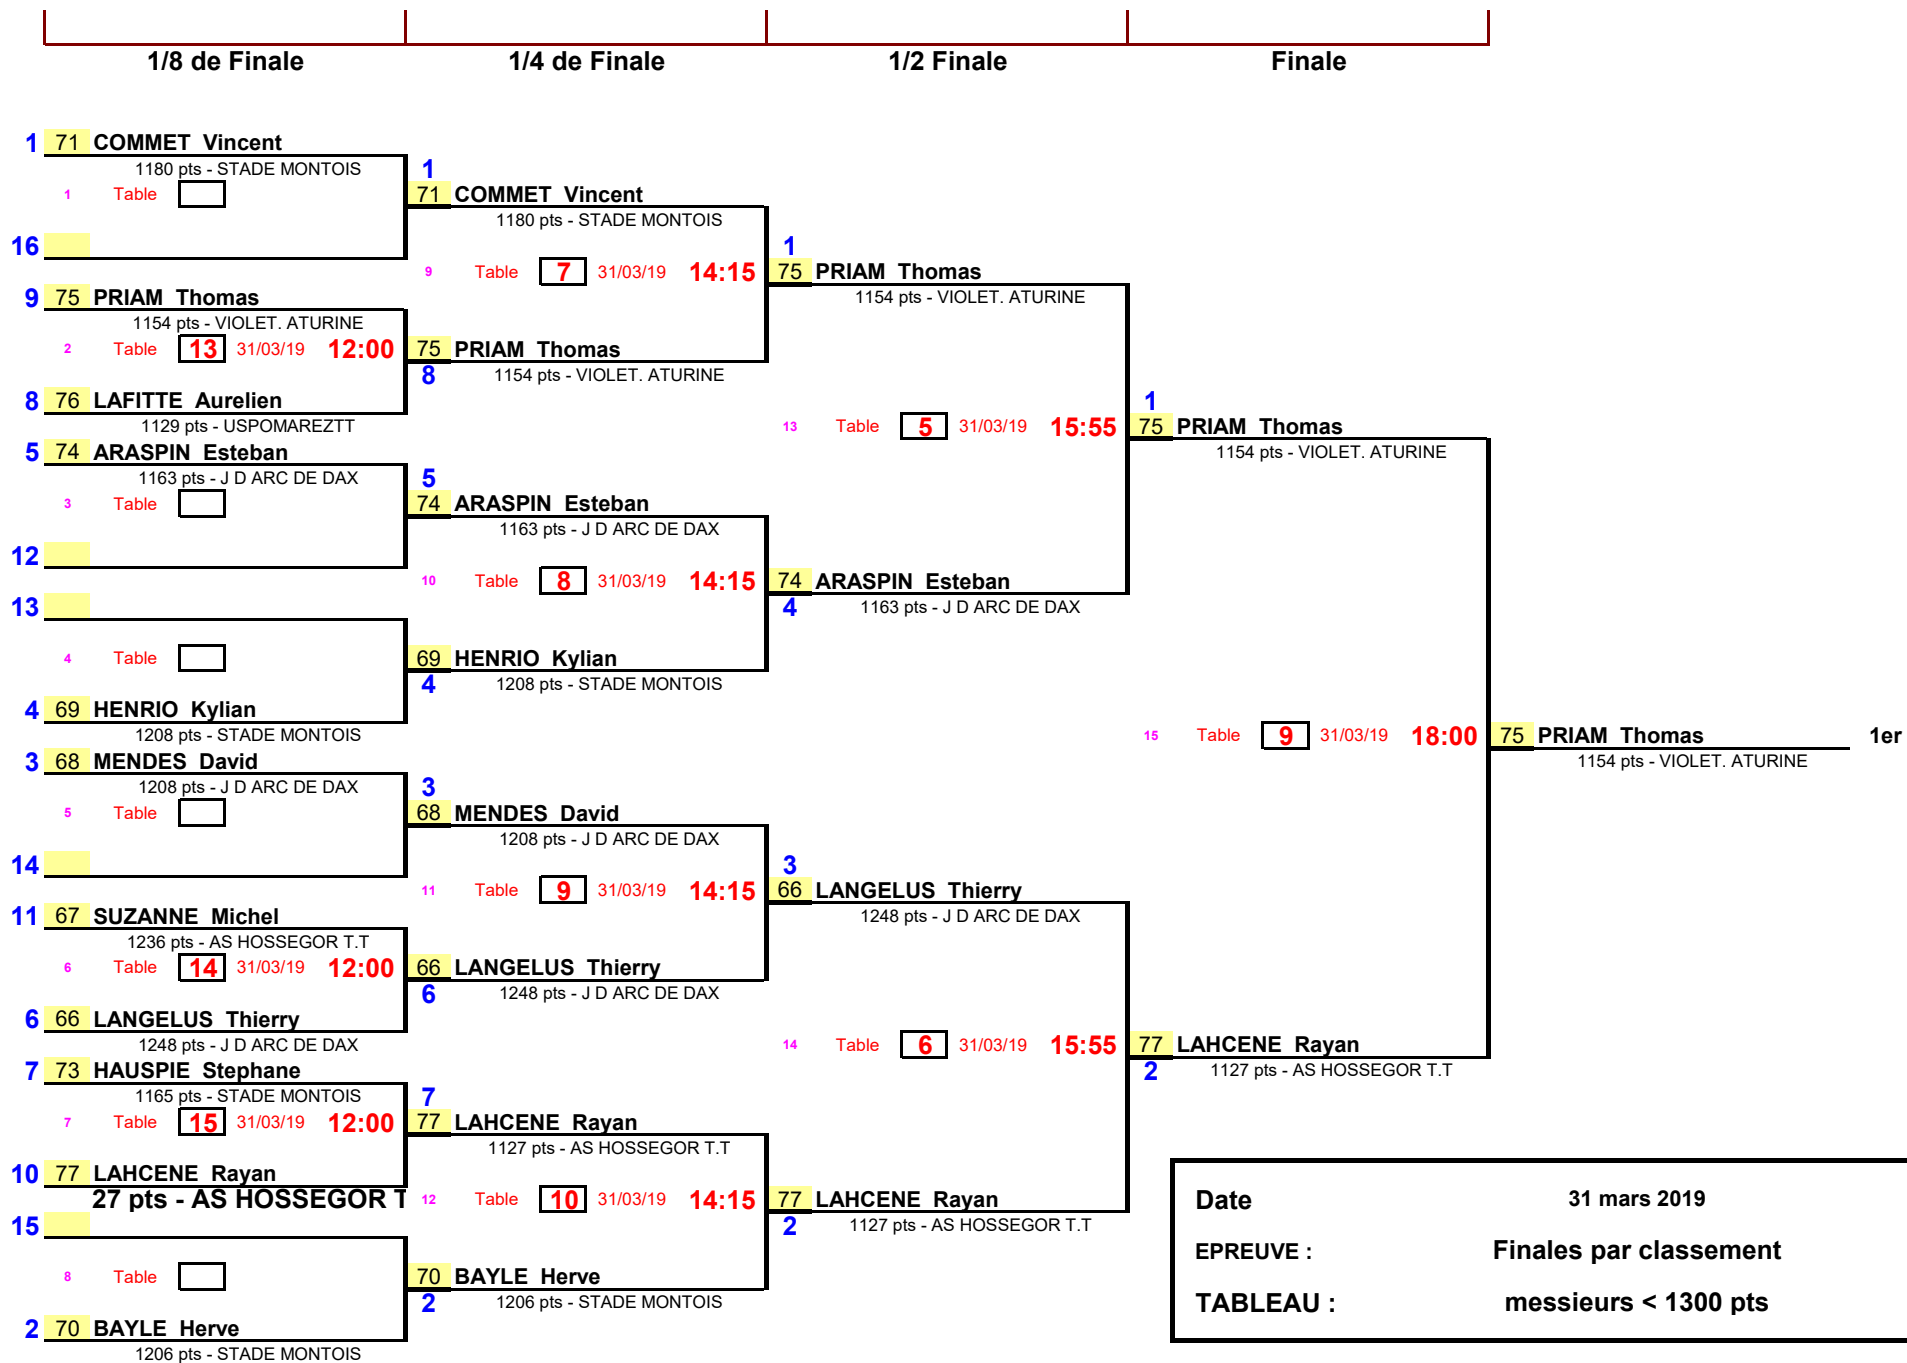 1/8 de Finale 1/4 de Finale 1/2 Finale Finale
1 71 COMMET Vincent
1180 pts - STADE MONTOIS
1 Table
16
9 75 PRIAM Thomas
1154 pts - VIOLET. ATURINE
2 Table 13 31/03/19 12:00
8 76 LAFITTE Aurelien
1129 pts - USPOMAREZTT
5 74 ARASPIN Esteban
1163 pts - J D ARC DE DAX
3 Table
12
13
4 Table
4 69 HENRIO Kylian
1208 pts - STADE MONTOIS
3 68 MENDES David
1208 pts - J D ARC DE DAX
5 Table
14
11 67 SUZANNE Michel
1236 pts - AS HOSSEGOR T.T
6 Table 14 31/03/19 12:00
6 66 LANGELUS Thierry
1248 pts - J D ARC DE DAX
7 73 HAUSPIE Stephane
1165 pts - STADE MONTOIS
7 Table 15 31/03/19 12:00
10 77 LAHCENE Rayan
27 pts - AS HOSSEGOR T
15
8 Table
2 70 BAYLE Herve
1206 pts - STADE MONTOIS
1
71 COMMET Vincent
1180 pts - STADE MONTOIS
9 Table 7 31/03/19 14:15
75 PRIAM Thomas
8 1154 pts - VIOLET. ATURINE
5
74 ARASPIN Esteban
1163 pts - J D ARC DE DAX
10 Table 8 31/03/19 14:15
69 HENRIO Kylian
4 1208 pts - STADE MONTOIS
3
68 MENDES David
1208 pts - J D ARC DE DAX
11 Table 9 31/03/19 14:15
66 LANGELUS Thierry
6 1248 pts - J D ARC DE DAX
7
77 LAHCENE Rayan
1127 pts - AS HOSSEGOR T.T
12 Table 10 31/03/19 14:15
70 BAYLE Herve
2 1206 pts - STADE MONTOIS
1
75 PRIAM Thomas
1154 pts - VIOLET. ATURINE
13 Table 5 31/03/19 15:55
74 ARASPIN Esteban
4 1163 pts - J D ARC DE DAX
3
66 LANGELUS Thierry
1248 pts - J D ARC DE DAX
14 Table 6 31/03/19 15:55
77 LAHCENE Rayan
2 1127 pts - AS HOSSEGOR T.T
1
75 PRIAM Thomas
1154 pts - VIOLET. ATURINE
15 Table 9 31/03/19 18:00
77 LAHCENE Rayan
2 1127 pts - AS HOSSEGOR T.T
75 PRIAM Thomas 1er
1154 pts - VIOLET. ATURINE
Date 31 mars 2019
EPREUVE : Finales par classement
TABLEAU : messieurs < 1300 pts